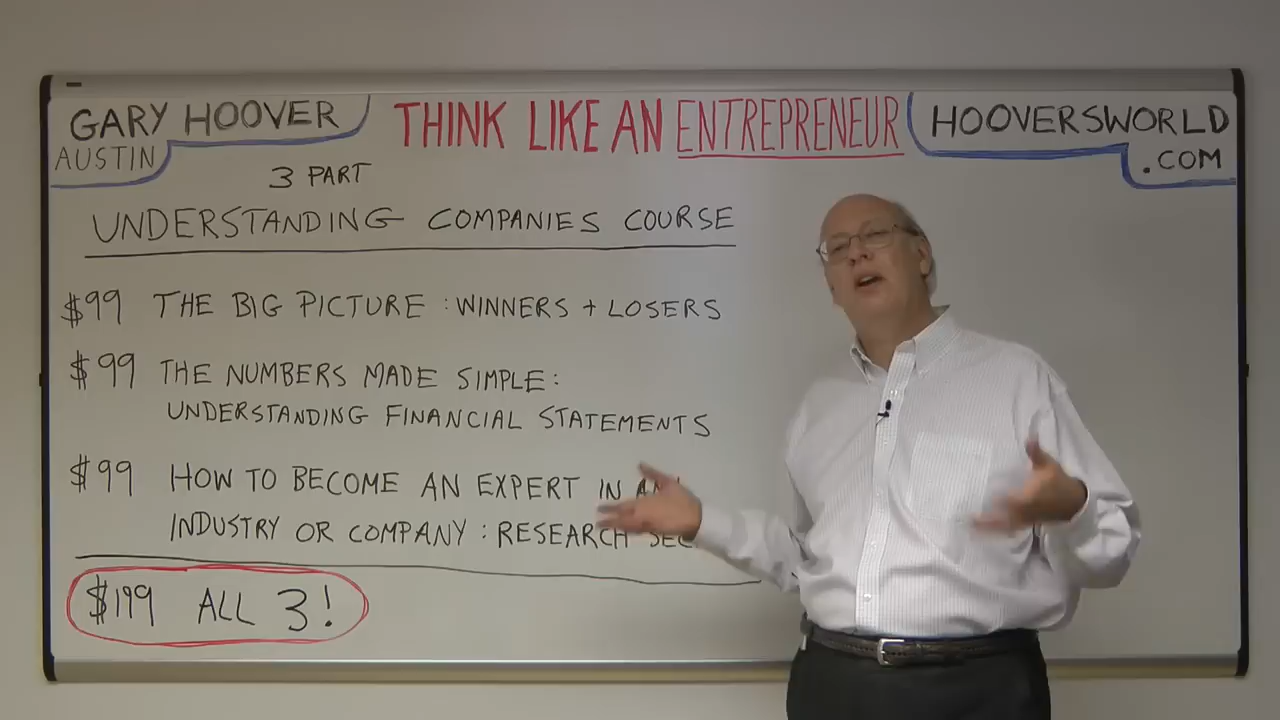 GARY HOOVER
AUSTIN
THINK LIKE AN ENTREPRENEUR
HOOVERSWORLD
.COM
3 PART
UNDERSTANDING COMPANIES COURSE
$99 THE BIG PICTURE : WINNERS + LOSERS
$99 THE NUMBERS MADE SIMPLE:
UNDERSTANDING FINANCIAL STATEMENTS
$99 HOW TO BECOME AN EXPERT IN
INDUSTRY OR COMPANY : RESEARCH
$199 ALL 3!